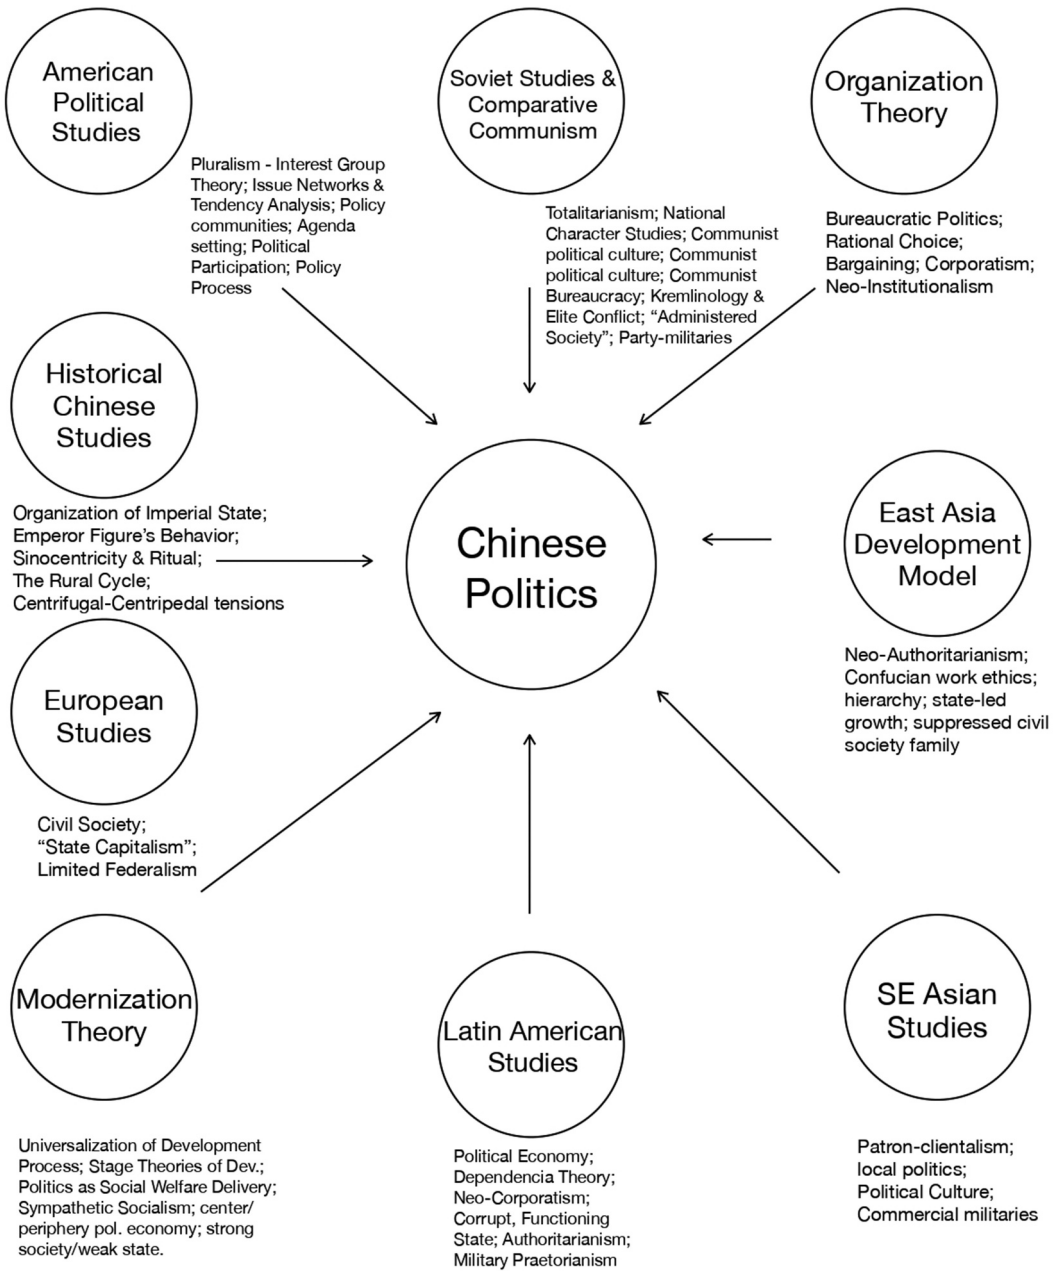 American
Political
Studies
Pluralism - Interest Group
Theory; Issue Networks &
Tendency Analysis; Policy
communities; Agenda
setting; Political
Participation; Policy
Process
Soviet Studies &
Comparative
Communism
Totalitarianism; National
Character Studies; Communist
political culture; Communist
political culture; Communist
Bureaucracy; Kremlinology &
Elite Conflict; “Administered
Society”; Party-militaries
Organization
Theory
Bureaucratic Politics;
Rational Choice;
Bargaining; Corporatism;
Neo-Institutionalism
Historical
Chinese
Studies
Organization of Imperial State;
Emperor Figure’s Behavior;
Sinocentricity & Ritual;
The Rural Cycle;
Centrifugal-Centripedal tensions
Chinese
Politics
East Asia
Development
Model
Neo-Authoritarianism;
Confucian work ethics;
hierarchy; state-led
growth; suppressed civil
society family
European
Studies
Civil Society;
“State Capitalism”;
Limited Federalism
Modernization
Theory
Universalization of Development
Process; Stage Theories of Dev.;
Politics as Social Welfare Delivery;
Sympathetic Socialism; center/
periphery pol. economy; strong
society/weak state.
Latin American
Studies
Political Economy;
Dependencia Theory;
Neo-Corporatism;
Corrupt, Functioning
State; Authoritarianism;
Military Praetorianism
SE Asian
Studies
Patron-clientalism;
local politics;
Political Culture;
Commercial militaries